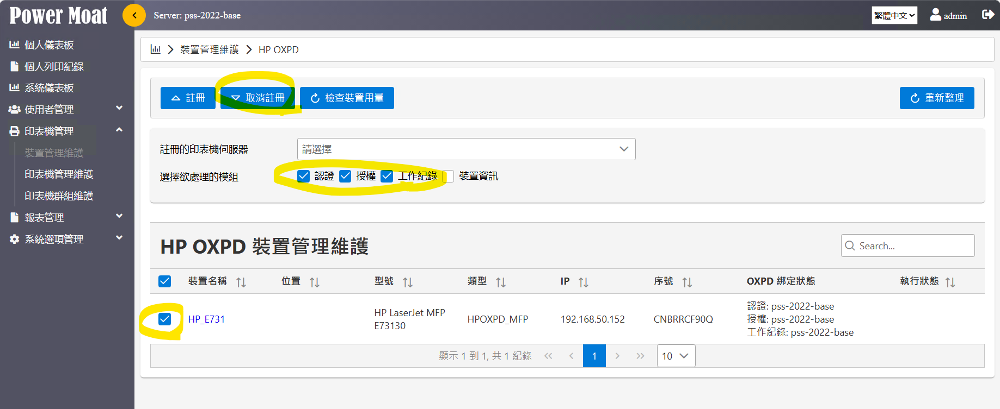 Power Moat
Server: pss-2022-base
繁體中文
admin
個人儀表板
個人列印紀錄
系統儀表板
使用者管理
印表機管理
裝置管理維護
印表機管理維護
印表機群組維護
報表管理
系統選項管理
裝置管理維護 HP OXPD
註冊 取消註冊 檢查裝置用量 重新整理
註冊的印表機伺服器 請選擇
選擇欲處理的模組 認證 授權 工作紀錄 裝置資訊
HP OXPD 裝置管理維護
Search...
裝置名稱 位置 型號 類型 IP 序號 OXPD 綁定狀態 執行狀態
HP_E731 HP LaserJet MFP E73130 HPOXPD_MFP 192.168.50.152 CNBRRCF90Q 認證: pss-2022-base
授權: pss-2022-base
工作紀錄: pss-2022-base
顯示 1 到 1, 共 1 紀錄 1 10